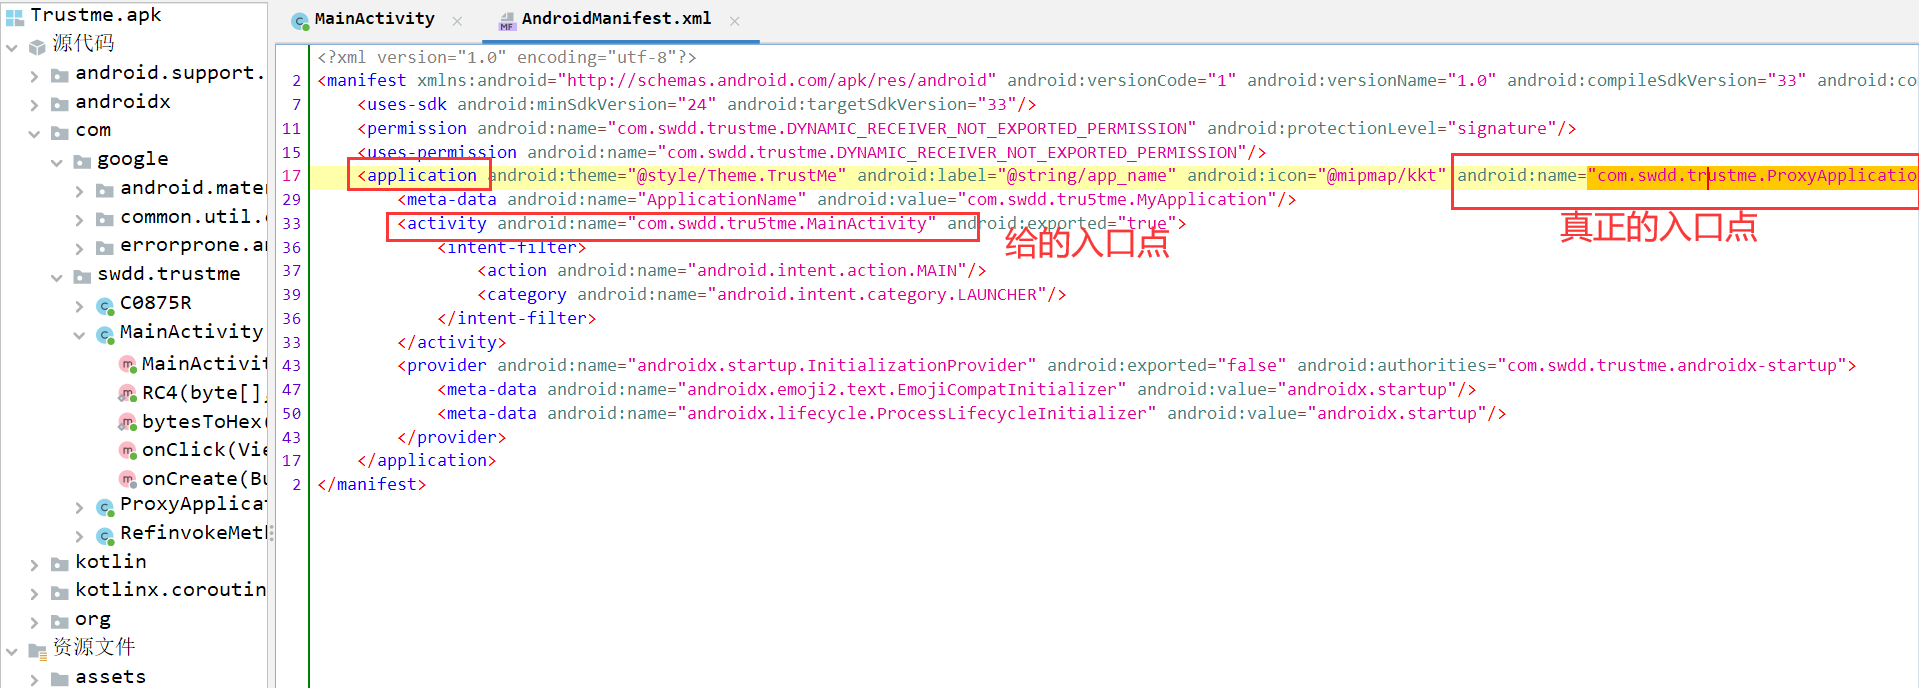 Trustme.apk
源代码
android.support.
androidx
com
google
android.mate
common.util.
errorprone.a
swdd.trustme
C0875R
MainActivity
MainActivit
RC4(byte[],
bytesToHex(
onClick(Vie
onCreate(Bu
ProxyApplicat
RefinvokeMet
kotlin
kotlinx.coroutin
org
资源文件
assets
MainActivity
AndroidManifest.xml
<?xml version="1.0" encoding="utf-8"?>
2 <manifest xmlns:android="http://schemas.android.com/apk/res/android" android:versionCode="1" android:versionName="1.0" android:compileSdkVersion="33" android:co
7 <uses-sdk android:minSdkVersion="24" android:targetSdkVersion="33"/>
11 <permission android:name="com.swdd.trustme.DYNAMIC_RECEIVER_NOT_EXPORTED_PERMISSION" android:protectionLevel="signature"/>
15 <uses-permission android:name="com.swdd.trustme.DYNAMIC_RECEIVER_NOT_EXPORTED_PERMISSION"/>
17 <application android:theme="@style/Theme.TrustMe" android:label="@string/app_name" android:icon="@mipmap/kkt" android:name="com.swdd.trustme.ProxyApplicatio
29 <meta-data android:name="ApplicationName" android:value="com.swdd.tru5tme.MyApplication"/>
33 <activity android:name="com.swdd.tru5tme.MainActivity" android:exported="true">
给的入口点
真正的入口点
36 <intent-filter>
37 <action android:name="android.intent.action.MAIN"/>
39 <category android:name="android.intent.category.LAUNCHER"/>
36 </intent-filter>
33 </activity>
43 <provider android:name="androidx.startup.InitializationProvider" android:exported="false" android:authorities="com.swdd.trustme.androidx-startup">
47 <meta-data android:name="androidx.emoji2.text.EmojiCompatInitializer" android:value="androidx.startup"/>
50 <meta-data android:name="androidx.lifecycle.ProcessLifecycleInitializer" android:value="androidx.startup"/>
43 </provider>
17 </application>
2 </manifest>